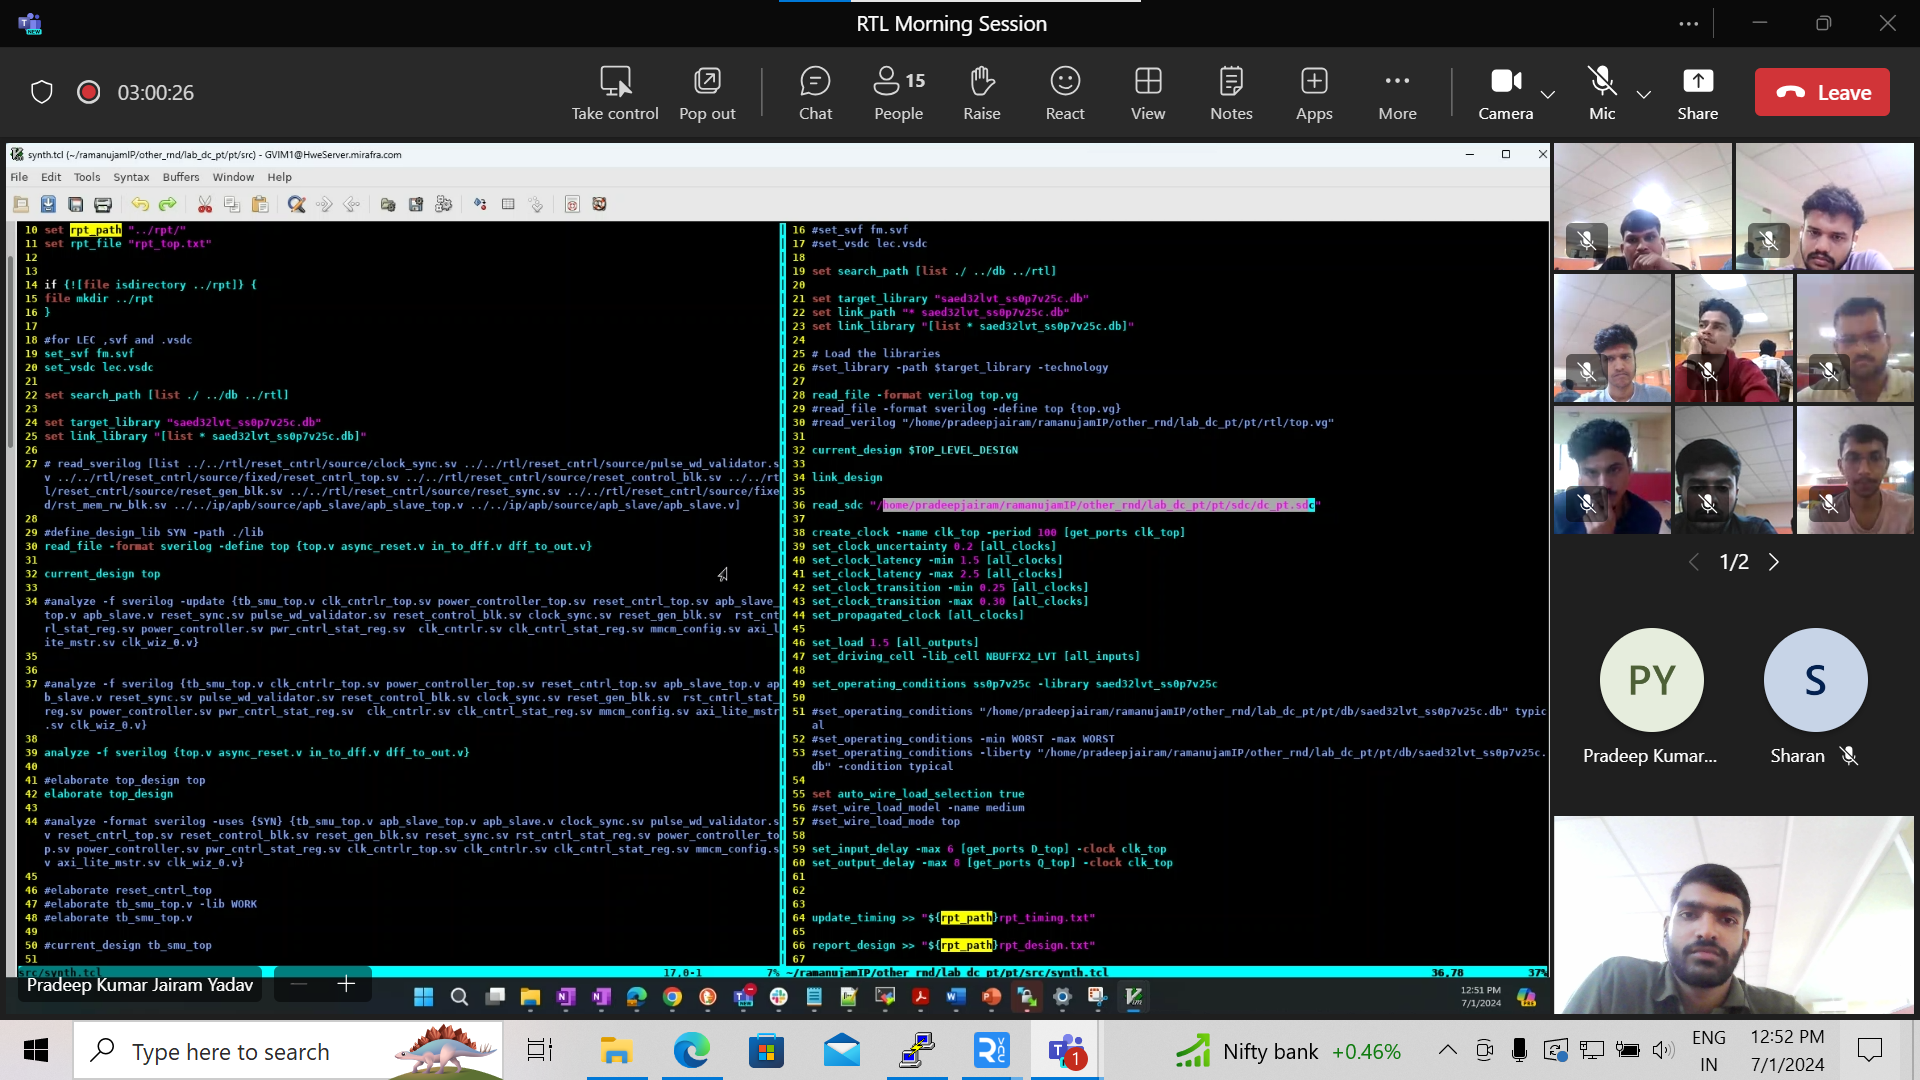 RTL Morning Session
03:00:26
Take control
Pop out
Chat
15
People
Raise
React
View
Notes
Apps
More
Camera
Mic
Share
Leave
synth.tcl (~/ramanujamIP/other_rnd/lab_dc_pt/pt/src) - GVIM1@HweServer.mirafra.com
File Edit Tools Syntax Buffers Window Help
10 set rpt_path "../rpt/"
11 set rpt_file "rpt_top.txt"
12
13
14 if {![file isdirectory ../rpt]} {
15 file mkdir ../rpt
16 }
17
18 #for LEC ,svf and .vsdc
19 set_svf fm.svf
20 set_vsdc lec.vsdc
21
22 set search_path [list ./ ../db ../rtl]
23
24 set target_library "saed32lvt_ss0p7v25c.db"
25 set link_library "[list * saed32lvt_ss0p7v25c.db]"
26
27 # read_sverilog [list ../../rtl/reset_cntrl/source/clock_sync.sv ../../rtl/reset_cntrl/source/pulse_wd_validator.s
v ../../rtl/reset_cntrl/source/fixed/reset_cntrl_top.sv ../../rtl/reset_cntrl/source/reset_control_blk.sv ../../rt
l/reset_cntrl/source/reset_gen_blk.sv ../../rtl/reset_cntrl/source/reset_sync.sv ../../rtl/reset_cntrl/source/fixe
d/rst_mem_rw_blk.sv ../../ip/apb/source/apb_slave/apb_slave_top.v ../../ip/apb/source/apb_slave/apb_slave.v]
28
29 #define_design_lib SYN -path ./lib
30 read_file -format sverilog -define top {top.v async_reset.v in_to_dff.v dff_to_out.v}
31
32 current_design top
33
34 #analyze -f sverilog -update {tb_smu_top.v clk_cntrlr_top.sv power_controller_top.sv reset_cntrl_top.sv apb_slave_
top.v apb_slave.v reset_sync.sv pulse_wd_validator.sv reset_control_blk.sv clock_sync.sv reset_gen_blk.sv  rst_cnt
rl_stat_reg.sv power_controller.sv pwr_cntrl_stat_reg.sv  clk_cntrlr.sv clk_cntrl_stat_reg.sv mmcm_config.sv axi_l
ite_mstr.sv clk_wiz_0.v}
35
36
37 #analyze -f sverilog {tb_smu_top.v clk_cntrlr_top.sv power_controller_top.sv reset_cntrl_top.sv apb_slave_top.v ap
b_slave.v reset_sync.sv pulse_wd_validator.sv reset_control_blk.sv clock_sync.sv reset_gen_blk.sv  rst_cntrl_stat_
reg.sv power_controller.sv pwr_cntrl_stat_reg.sv  clk_cntrlr.sv clk_cntrl_stat_reg.sv mmcm_config.sv axi_lite_mstr
.sv clk_wiz_0.v}
38
39 analyze -f sverilog {top.v async_reset.v in_to_dff.v dff_to_out.v}
40
41 #elaborate top_design top
42 elaborate top_design
43
44 #analyze -format sverilog -uses {SYN} {tb_smu_top.v apb_slave_top.v apb_slave.v clock_sync.sv pulse_wd_validator.s
v reset_cntrl_top.sv reset_control_blk.sv reset_gen_blk.sv reset_sync.sv rst_cntrl_stat_reg.sv power_controller_to
p.sv power_controller.sv pwr_cntrl_stat_reg.sv clk_cntrlr_top.sv clk_cntrlr.sv clk_cntrl_stat_reg.sv mmcm_config.s
v axi_lite_mstr.sv clk_wiz_0.v}
45
46 #elaborate reset_cntrl_top
47 #elaborate tb_smu_top.v -lib WORK
48 #elaborate tb_smu_top.v
49
50 #current_design tb_smu_top
51
src/synth.tcl 17,0-1 7%
16 #set_svf fm.svf
17 #set_vsdc lec.vsdc
18
19 set search_path [list ./ ../db ../rtl]
20
21 set target_library "saed32lvt_ss0p7v25c.db"
22 set link_path "* saed32lvt_ss0p7v25c.db"
23 set link_library "[list * saed32lvt_ss0p7v25c.db]"
24
25 # Load the libraries
26 #set_library -path $target_library -technology
27
28 read_file -format verilog top.vg
29 #read_file -format sverilog -define top {top.vg}
30 #read_verilog "/home/pradeepjairam/ramanujamIP/other_rnd/lab_dc_pt/pt/rtl/top.vg"
31
32 current_design $TOP_LEVEL_DESIGN
33
34 link_design
35
36 read_sdc "/home/pradeepjairam/ramanujamIP/other_rnd/lab_dc_pt/pt/sdc/dc_pt.sdc"
37
38 create_clock -name clk_top -period 100 [get_ports clk_top]
39 set_clock_uncertainty 0.2 [all_clocks]
40 set_clock_latency -min 1.5 [all_clocks]
41 set_clock_latency -max 2.5 [all_clocks]
42 set_clock_transition -min 0.25 [all_clocks]
43 set_clock_transition -max 0.30 [all_clocks]
44 set_propagated_clock [all_clocks]
45
46 set_load 1.5 [all_outputs]
47 set_driving_cell -lib_cell NBUFFX2_LVT [all_inputs]
48
49 set_operating_conditions ss0p7v25c -library saed32lvt_ss0p7v25c
50
51 #set_operating_conditions "/home/pradeepjairam/ramanujamIP/other_rnd/lab_dc_pt/pt/db/saed32lvt_ss0p7v25c.db" typic
al
52 #set_operating_conditions -min WORST -max WORST
53 #set_operating_conditions -liberty "/home/pradeepjairam/ramanujamIP/other_rnd/lab_dc_pt/pt/db/saed32lvt_ss0p7v25c.
db" -condition typical
54
55 set auto_wire_load_selection true
56 #set_wire_load_model -name medium
57 #set_wire_load_mode top
58
59 set_input_delay -max 6 [get_ports D_top] -clock clk_top
60 set_output_delay -max 8 [get_ports Q_top] -clock clk_top
61
62
63
64 update_timing >> "${rpt_path}rpt_timing.txt"
65
66 report_design >> "${rpt_path}rpt_design.txt"
67
~/ramanujamIP/other_rnd/lab_dc_pt/pt/src/synth.tcl 36,78 37%
Pradeep Kumar Jairam Yadav
12:51 PM
7/1/2024
1/2
PY
S
Pradeep Kumar...
Sharan
Type here to search
1
Nifty bank +0.46%
ENG
IN
12:52 PM
7/1/2024